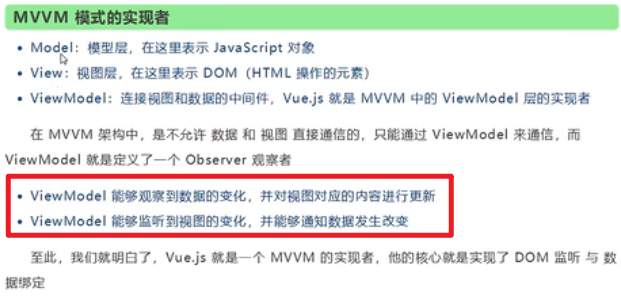 MVVM 模式的实现者
Model：模型层，在这里表示 JavaScript 对象
View：视图层，在这里表示 DOM（HTML 操作的元素）
ViewModel：连接视图和数据的中间件，Vue.js 就是 MVVM 中的 ViewModel 层的实现者
在 MVVM 架构中，是不允许 数据 和 视图 直接通信的，只能通过 ViewModel 来通信，而
ViewModel 就是定义了一个 Observer 观察者
ViewModel 能够观察到数据的变化，并对视图对应的内容进行更新
ViewModel 能够监听到视图的变化，并能够通知数据发生改变
至此，我们就明白了，Vue.js 就是一个 MVVM 的实现者，他的核心就是实现了 DOM 监听 与 数
据绑定